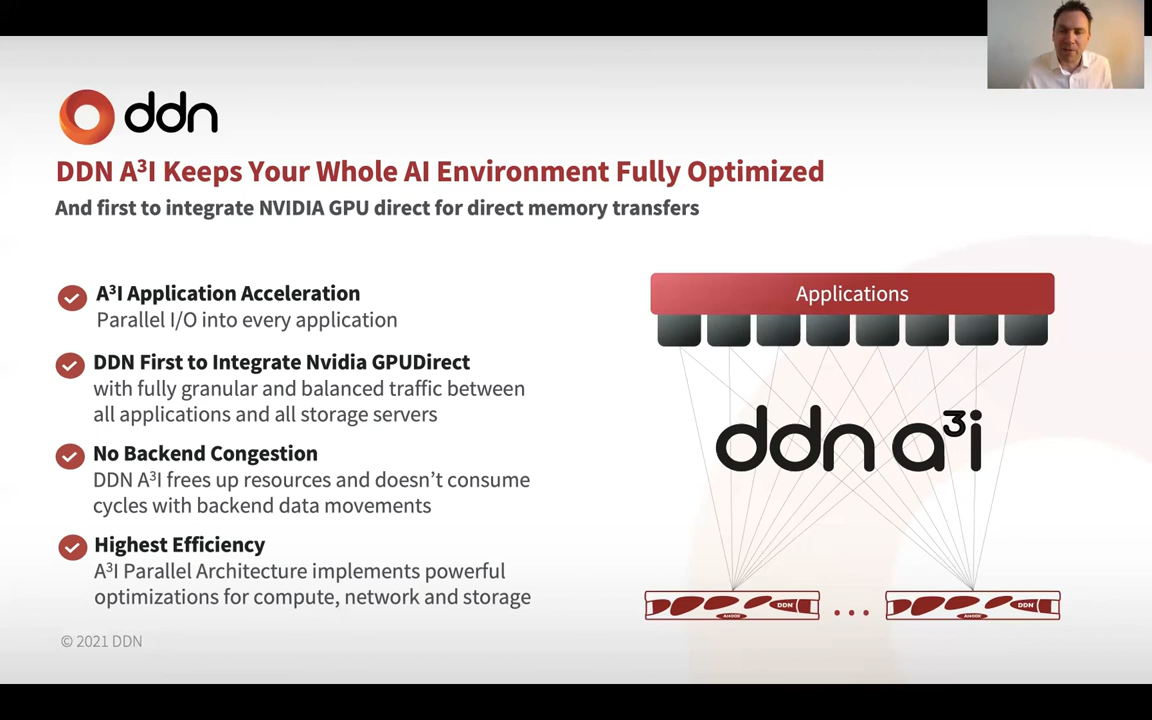 ddn
DDN A³I Keeps Your Whole AI Environment Fully Optimized
And first to integrate NVIDIA GPU direct for direct memory transfers
A³I Application Acceleration
Parallel I/O into every application
DDN First to Integrate Nvidia GPUDirect
with fully granular and balanced traffic between
all applications and all storage servers
No Backend Congestion
DDN A³I frees up resources and doesn’t consume
cycles with backend data movements
Highest Efficiency
A³I Parallel Architecture implements powerful
optimizations for compute, network and storage
© 2021 DDN
Applications
ddn a³i
DDN
DDN